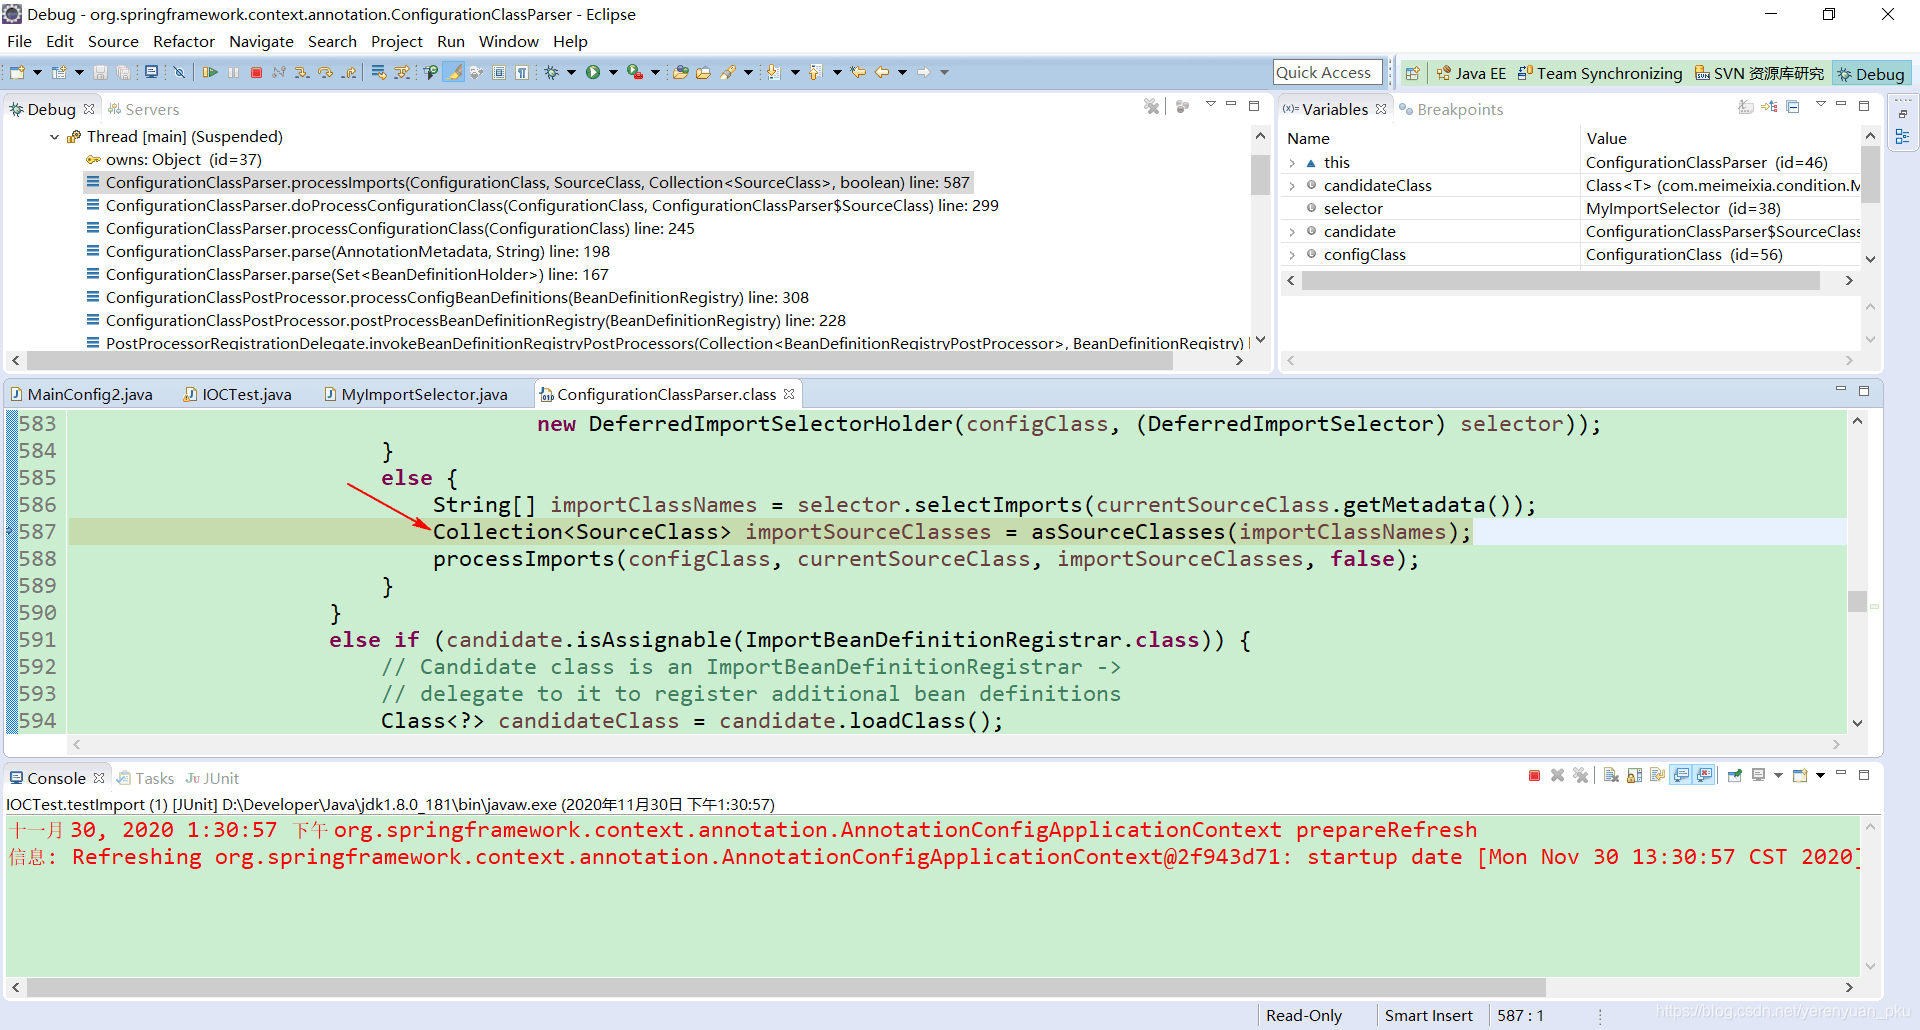 Debug - org.springframework.context.annotation.ConfigurationClassParser - Eclipse
File Edit Source Refactor Navigate Search Project Run Window Help
Quick Access
Java EE Team Synchronizing SVN 资源库研究 Debug
Debug Servers
Thread [main] (Suspended)
owns: Object (id=37)
ConfigurationClassParser.processImports(ConfigurationClass, SourceClass, Collection<SourceClass>, boolean) line: 587
ConfigurationClassParser.doProcessConfigurationClass(ConfigurationClass, ConfigurationClassParser$SourceClass) line: 299
ConfigurationClassParser.processConfigurationClass(ConfigurationClass) line: 245
ConfigurationClassParser.parse(AnnotationMetadata, String) line: 198
ConfigurationClassParser.parse(Set<BeanDefinitionHolder>) line: 167
ConfigurationClassPostProcessor.processConfigBeanDefinitions(BeanDefinitionRegistry) line: 308
ConfigurationClassPostProcessor.postProcessBeanDefinitionRegistry(BeanDefinitionRegistry) line: 228
PostProcessorRegistrationDelegate.invokeBeanDefinitionRegistryPostProcessors(Collection<BeanDefinitionRegistryPostProcessor>, BeanDefinitionRegistry) l
(x)= Variables Breakpoints
Name Value
this ConfigurationClassParser (id=46)
candidateClass Class<T> (com.meimeixia.condition.M
selector MyImportSelector (id=38)
candidate ConfigurationClassParser$SourceClass
configClass ConfigurationClass (id=56)
MainConfig2.java IOCTest.java MyImportSelector.java ConfigurationClassParser.class
583 new DeferredImportSelectorHolder(configClass, (DeferredImportSelector) selector));
584 }
585 else {
586 String[] importClassNames = selector.selectImports(currentSourceClass.getMetadata());
587 Collection<SourceClass> importSourceClasses = asSourceClasses(importClassNames);
588 processImports(configClass, currentSourceClass, importSourceClasses, false);
589 }
590 }
591 else if (candidate.isAssignable(ImportBeanDefinitionRegistrar.class)) {
592 // Candidate class is an ImportBeanDefinitionRegistrar ->
593 // delegate to it to register additional bean definitions
594 Class<?> candidateClass = candidate.loadClass();
Console Tasks JUnit
IOCTest.testImport (1) [JUnit] D:\Developer\Java\jdk1.8.0_181\bin\javaw.exe (2020年11月30日 下午1:30:57)
十一月 30, 2020 1:30:57 下午 org.springframework.context.annotation.AnnotationConfigApplicationContext prepareRefresh
信息: Refreshing org.springframework.context.annotation.AnnotationConfigApplicationContext@2f943d71: startup date [Mon Nov 30 13:30:57 CST 2020]
Read-Only Smart Insert 587 : 1
https://blog.csdn.net/yerenyuan_pku